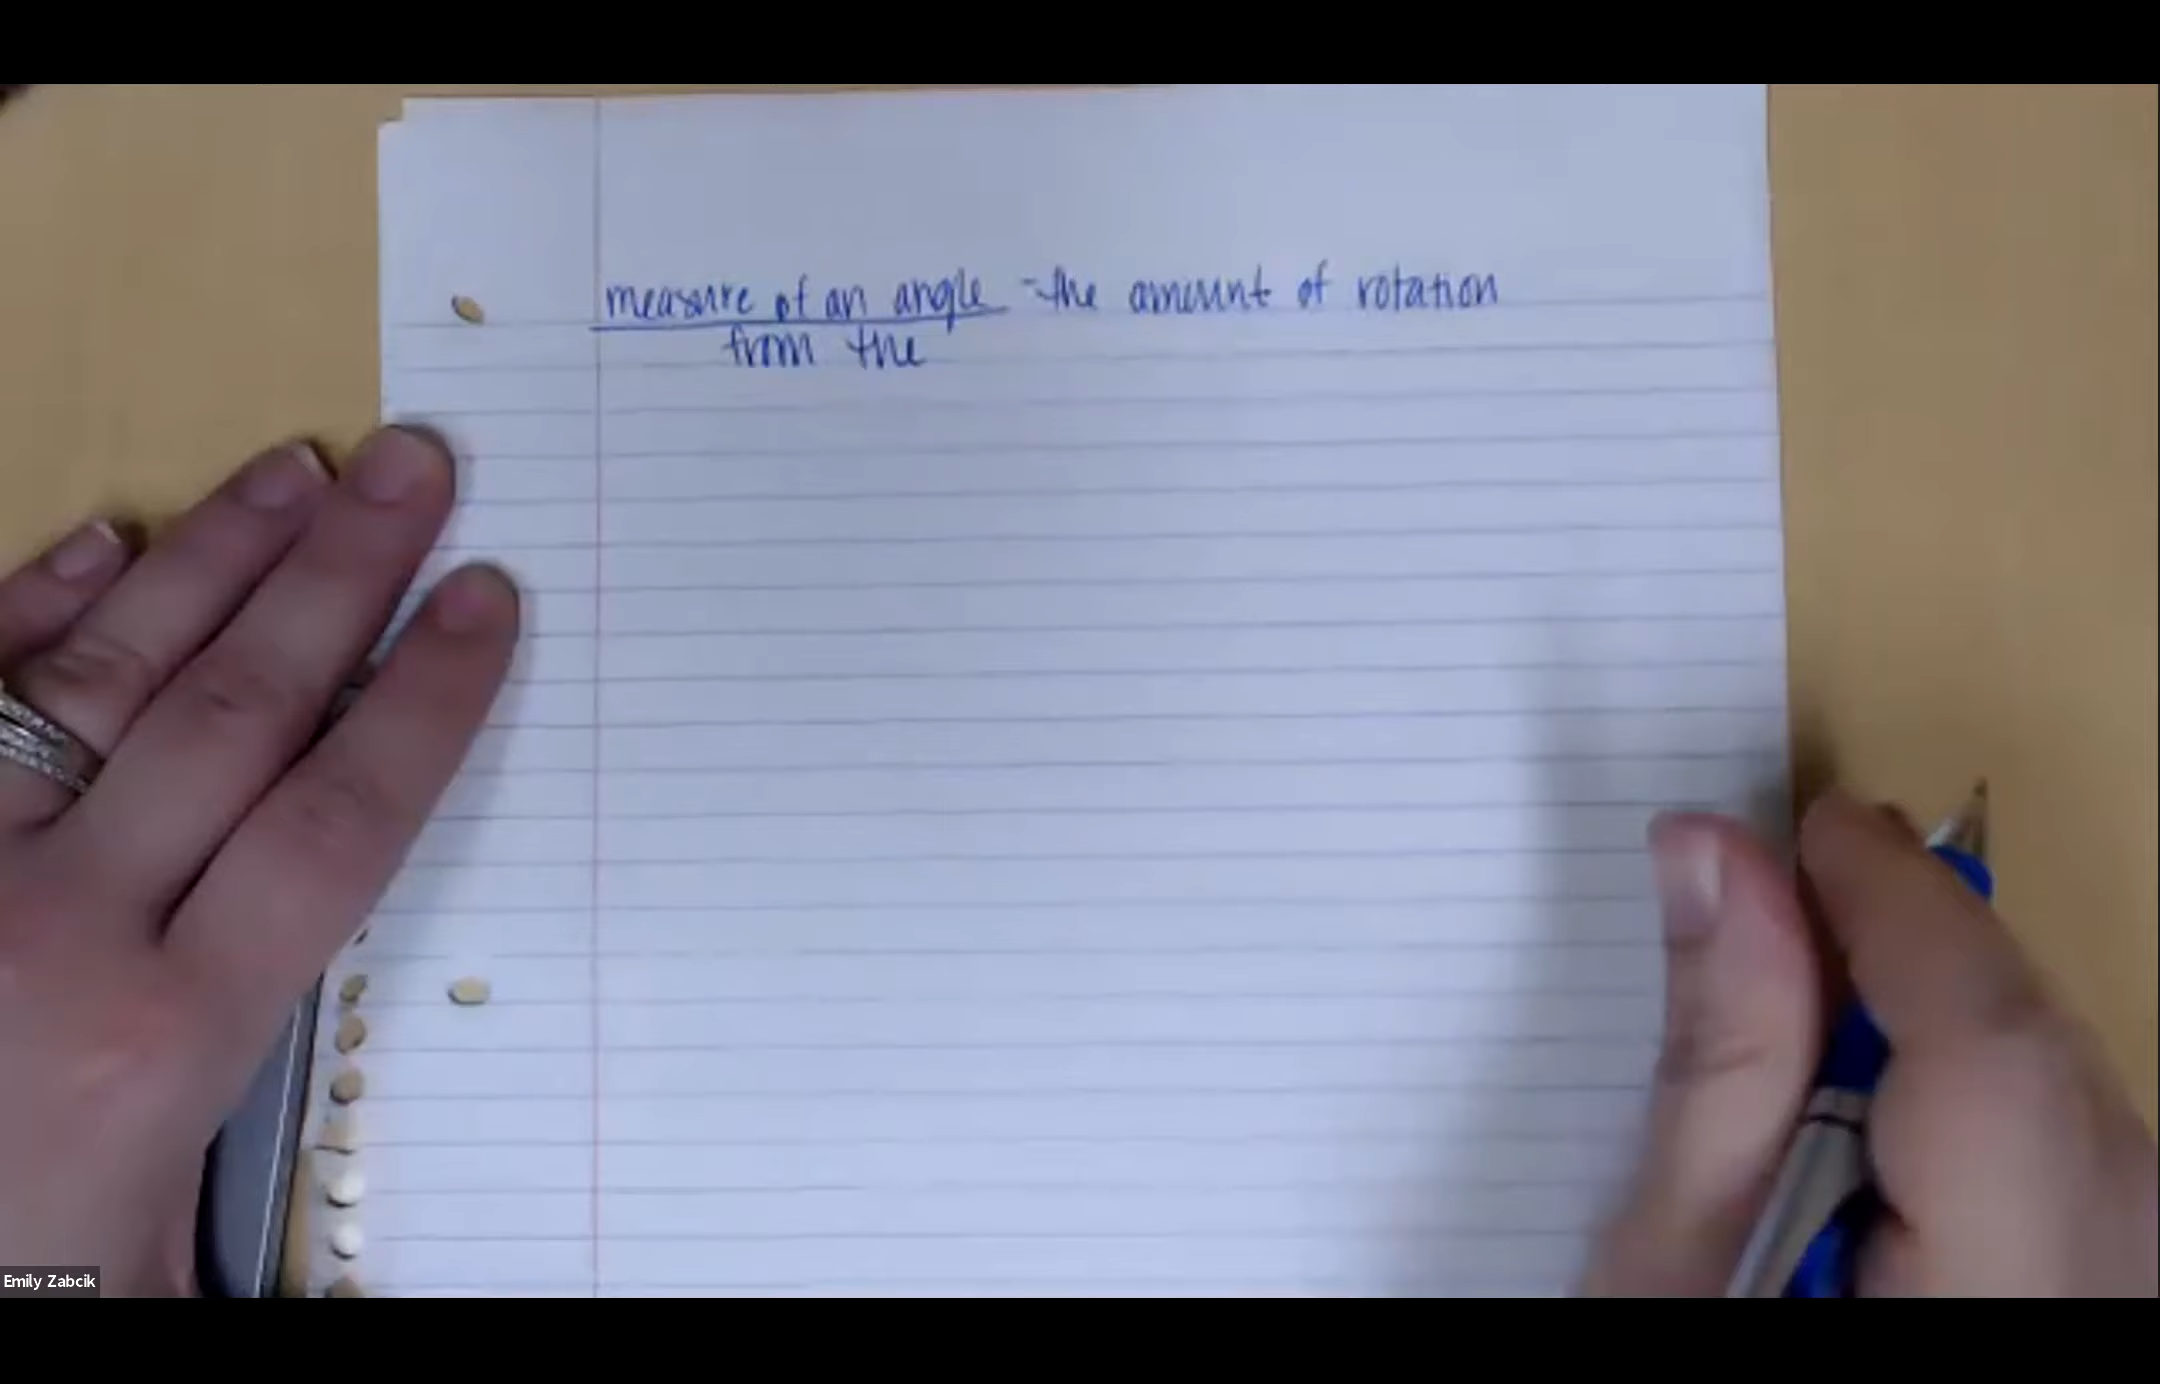 measure of an angle - the amount of rotation
from the
Emily Zabcik